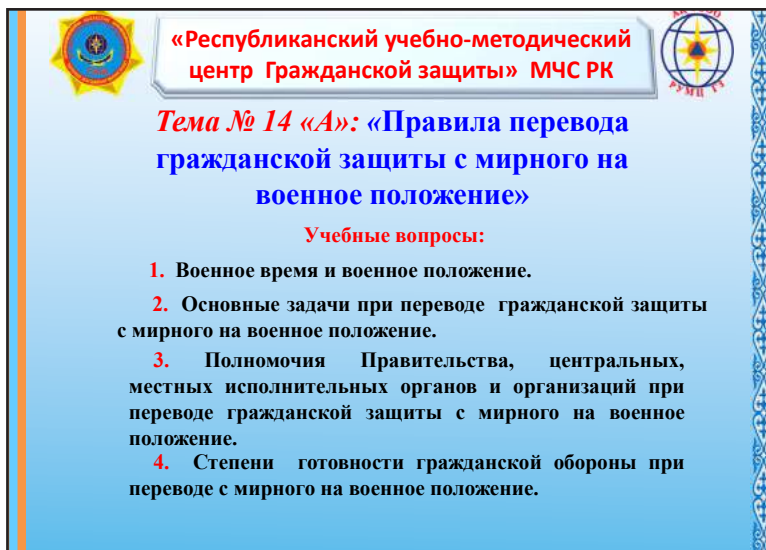 «Республиканский учебно-методический
центр Гражданской защиты» МЧС РК
РУМЦ ГЗ
Тема № 14 «А»: «Правила перевода
гражданской защиты с мирного на
военное положение»
Учебные вопросы:
1. Военное время и военное положение.
2. Основные задачи при переводе гражданской защиты
с мирного на военное положение.
3. Полномочия Правительства, центральных,
местных исполнительных органов и организаций при
переводе гражданской защиты с мирного на военное
положение.
4. Степени готовности гражданской обороны при
переводе с мирного на военное положение.